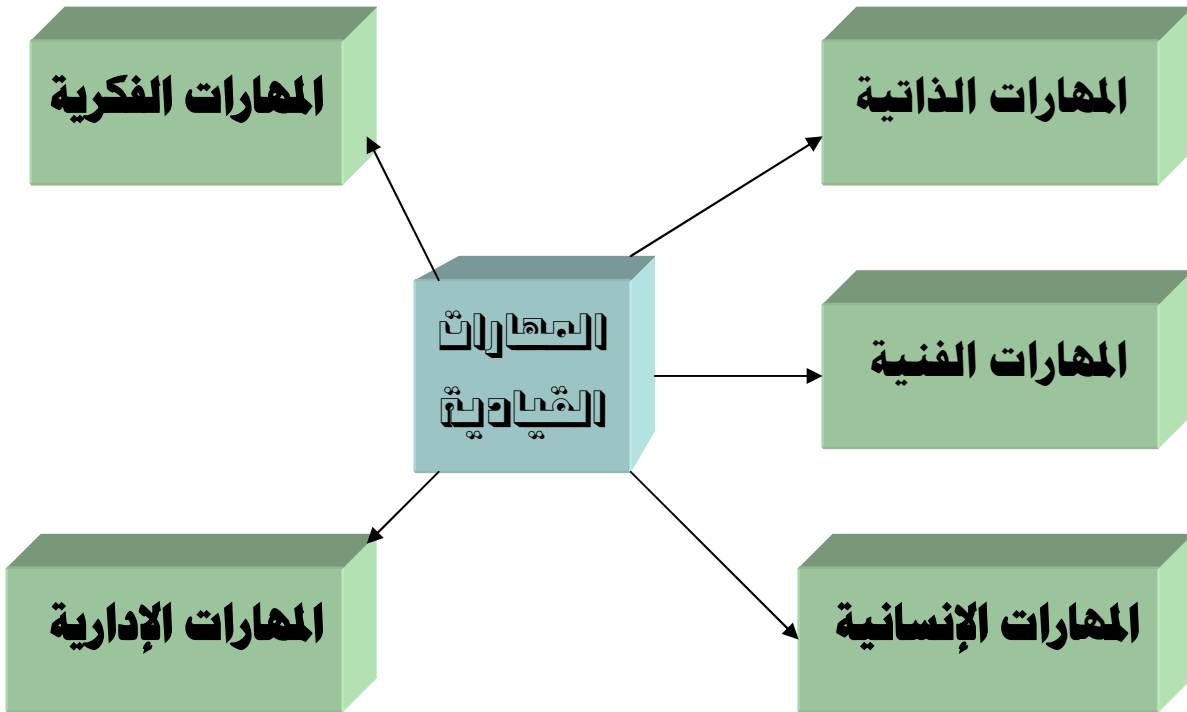 المهارات الذاتية
المهارات الفكرية
المهارات
القيادية
المهارات الفنية
المهارات الإنسانية
المهارات الإدارية